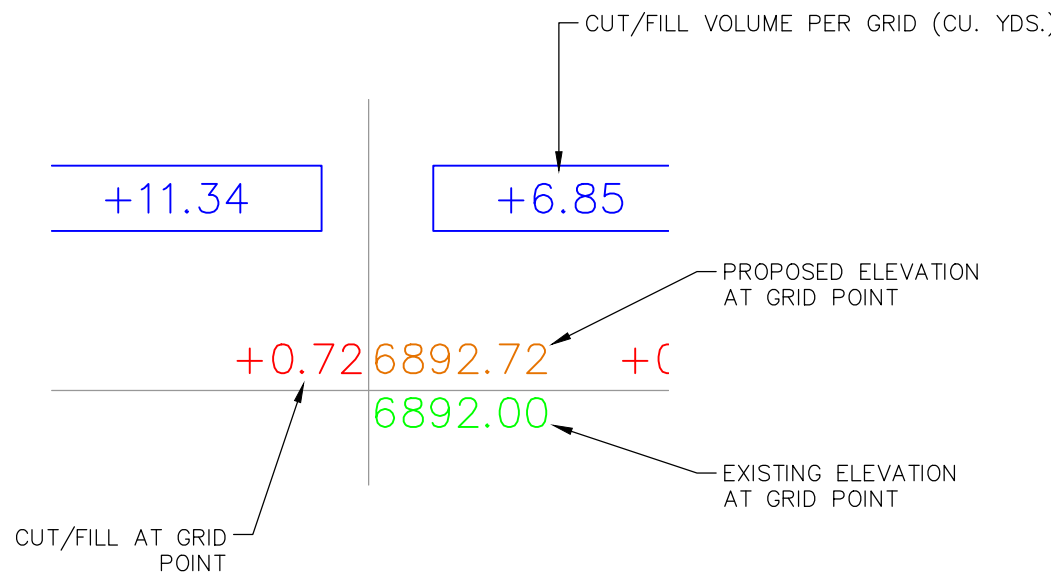 CUT/FILL VOLUME PER GRID (CU. YDS.)
+11.34
+6.85
PROPOSED ELEVATION
AT GRID POINT
+0.72
6892.72
6892.00
EXISTING ELEVATION
AT GRID POINT
CUT/FILL AT GRID
POINT